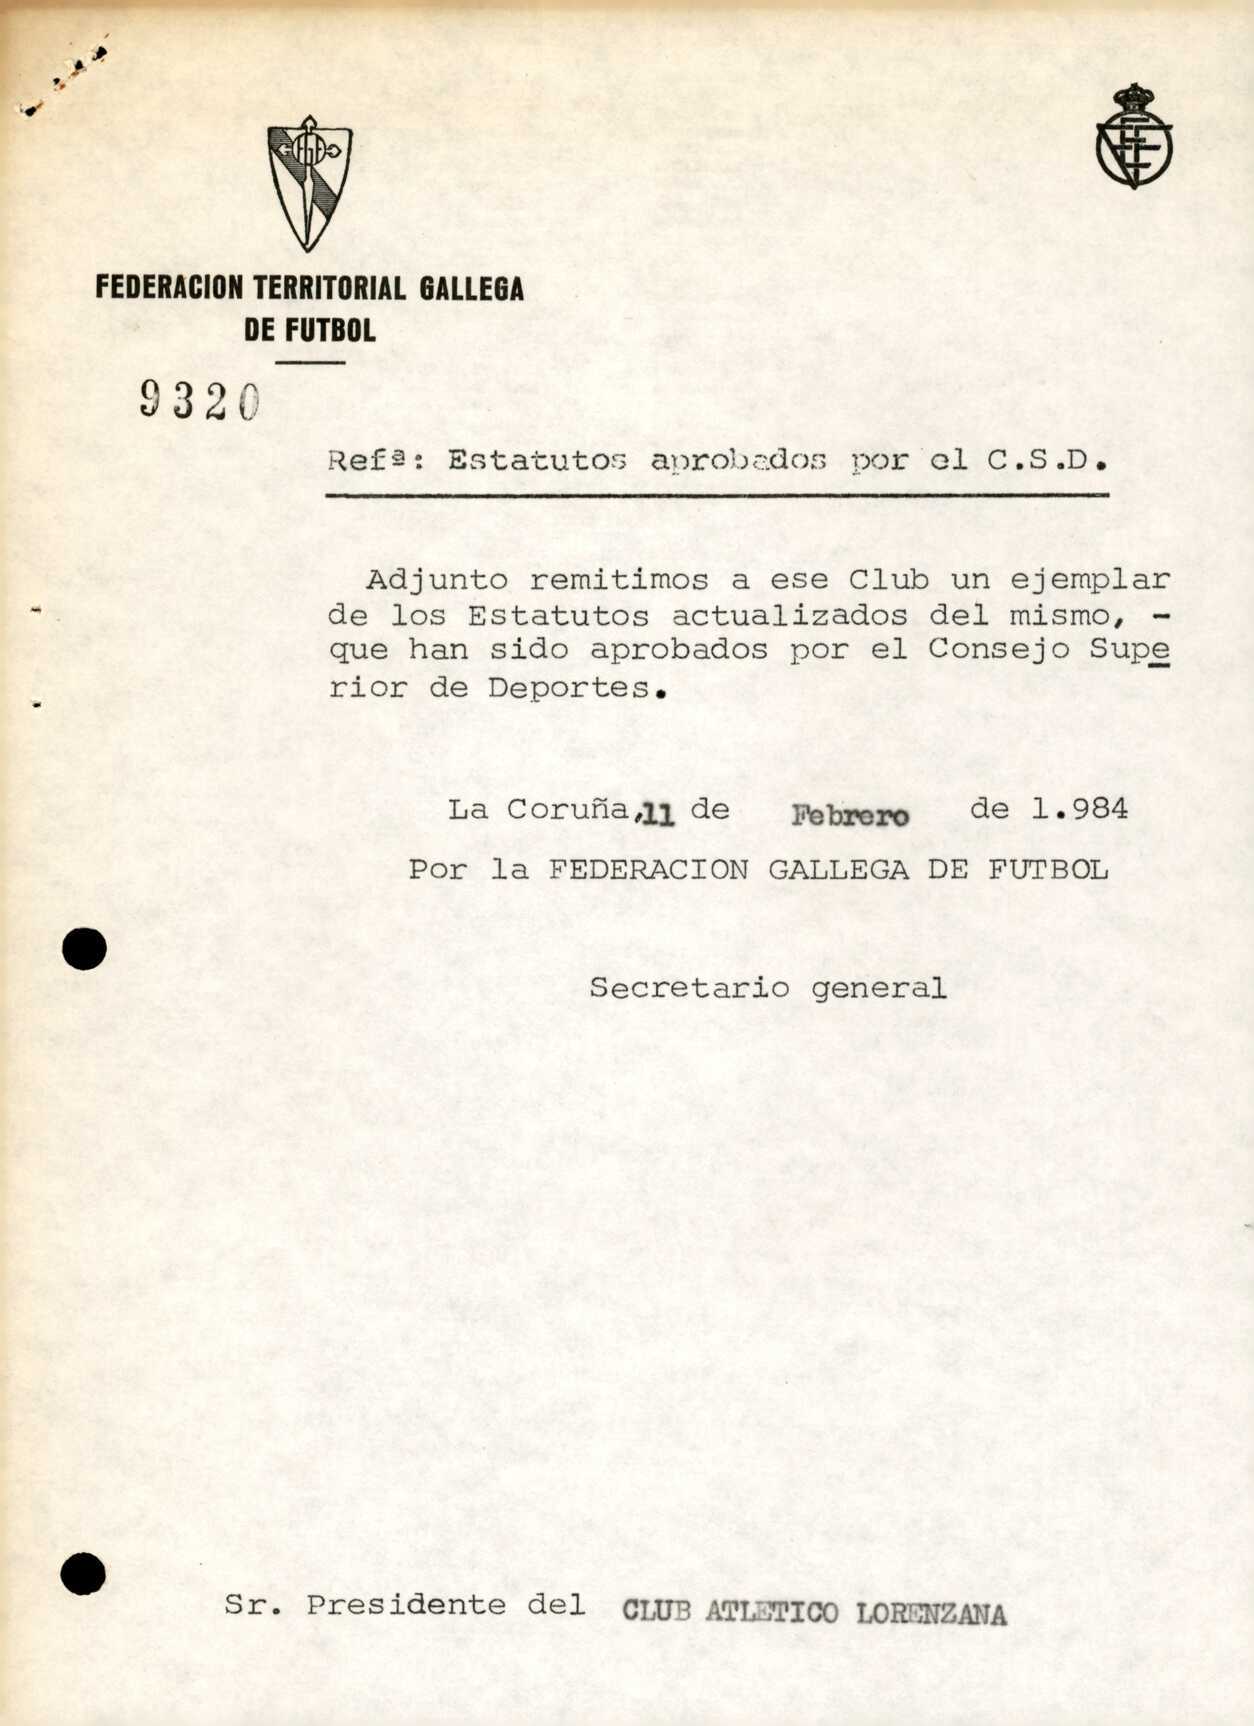 FGF
FEDERACION TERRITORIAL GALLEGA
DE FUTBOL
9320
Refª: Estatutos aprobados por el C.S.D.
Adjunto remitimos a ese Club un ejemplar
de los Estatutos actualizados del mismo, -
que han sido aprobados por el Consejo Supe
rior de Deportes.
La Coruña, 11 de Febrero de 1.984
Por la FEDERACION GALLEGA DE FUTBOL
Secretario general
Sr. Presidente del CLUB ATLETICO LORENZANA